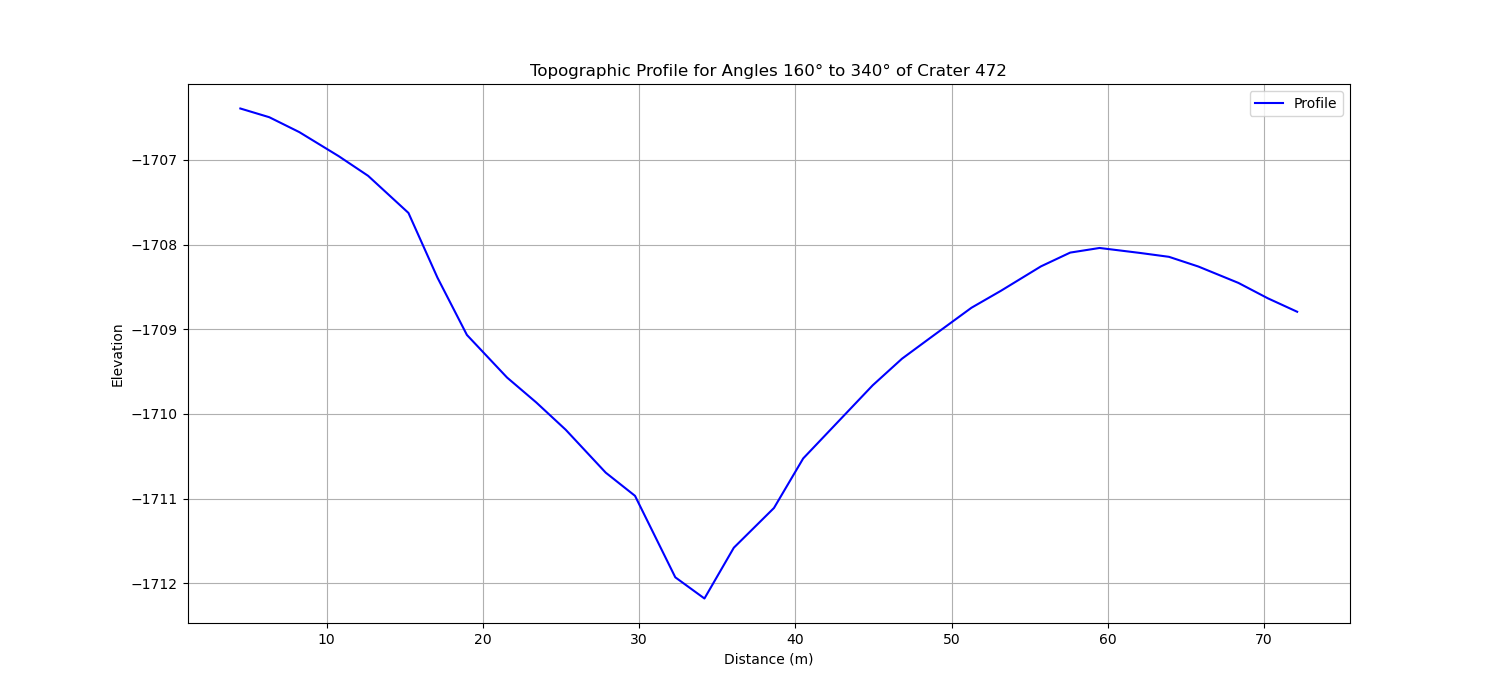 Topographic Profile for Angles 160° to 340° of Crater 472
Profile
−1707
−1708
−1709
−1710
−1711
−1712
Elevation
10 20 30 40 50 60 70
Distance (m)